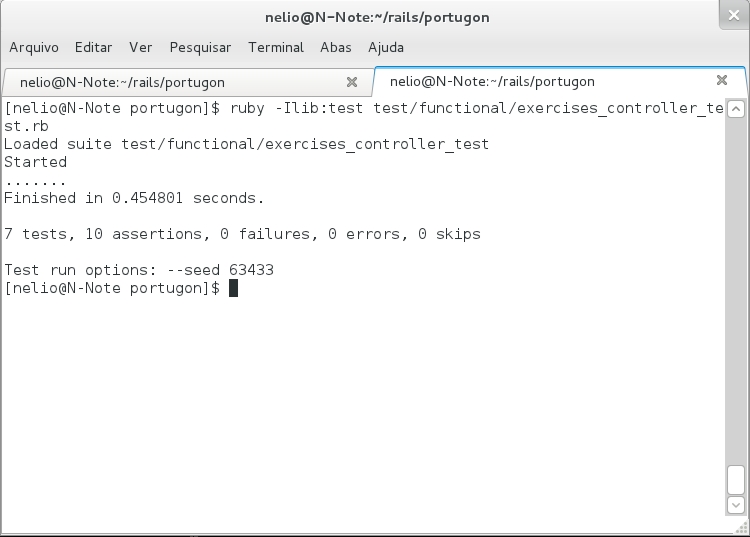 nelio@N-Note:~/rails/portugon
Arquivo Editar Ver Pesquisar Terminal Abas Ajuda
nelio@N-Note:~/rails/portugon nelio@N-Note:~/rails/portugon
[nelio@N-Note portugon]$ ruby -Ilib:test test/functional/exercises_controller_te
st.rb
Loaded suite test/functional/exercises_controller_test
Started
.......
Finished in 0.454801 seconds.
7 tests, 10 assertions, 0 failures, 0 errors, 0 skips
Test run options: --seed 63433
[nelio@N-Note portugon]$